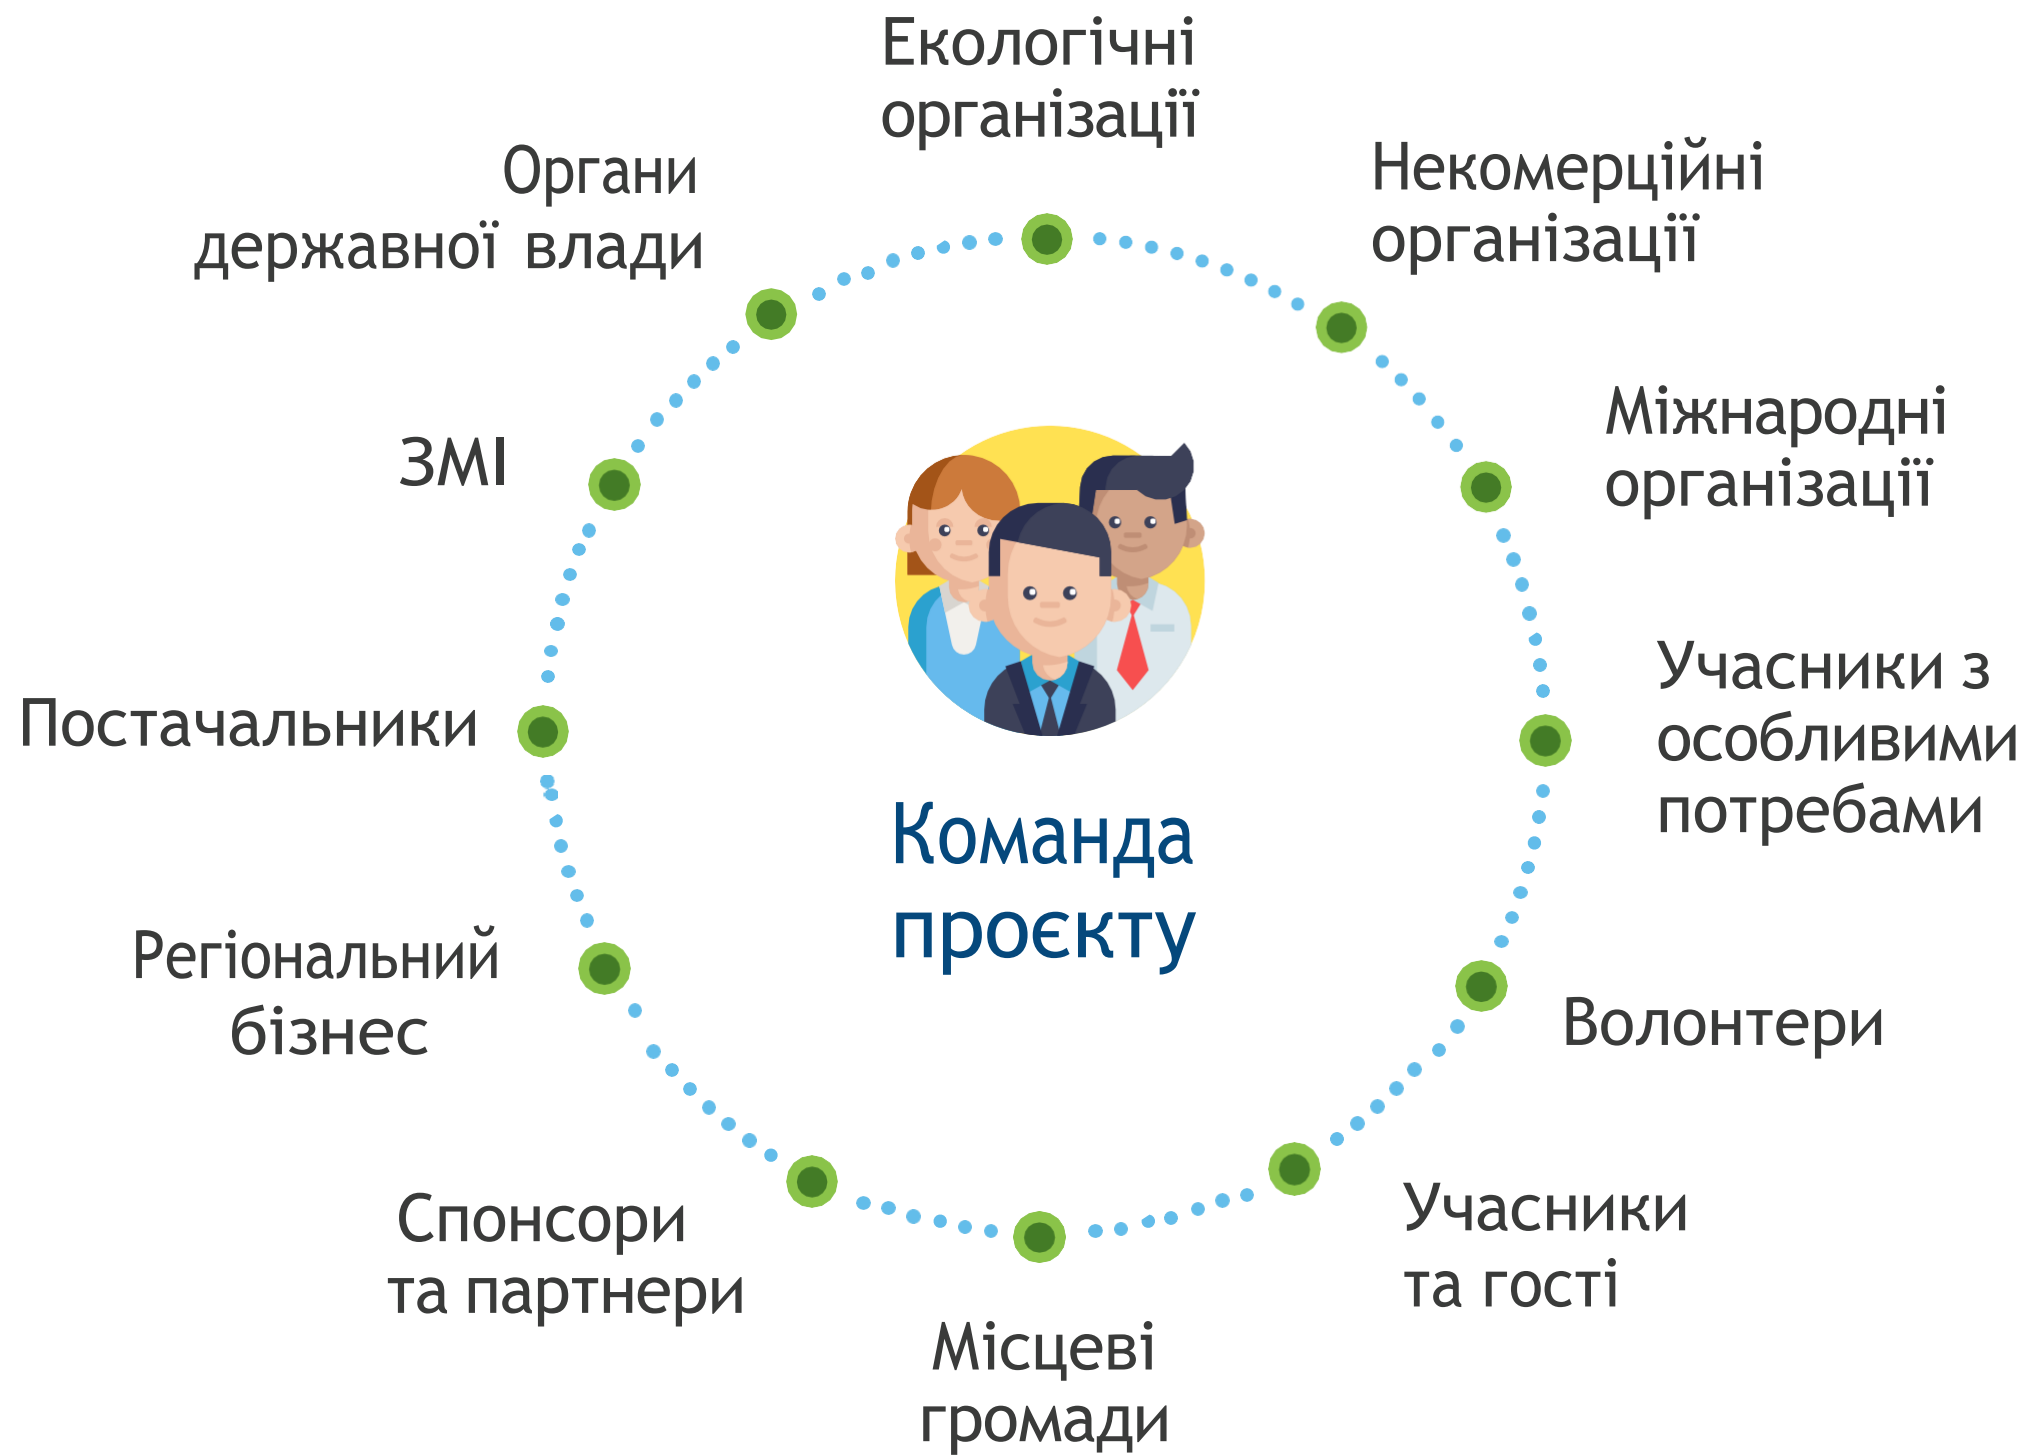 Екологічні
організації
Некомерційні
організації
Міжнародні
організації
Учасники з
особливими
потребами
Волонтери
Учасники
та гості
Місцеві
громади
Спонсори
та партнери
Регіональний
бізнес
Постачальники
ЗМІ
Органи
державної влади
Команда
проєкту